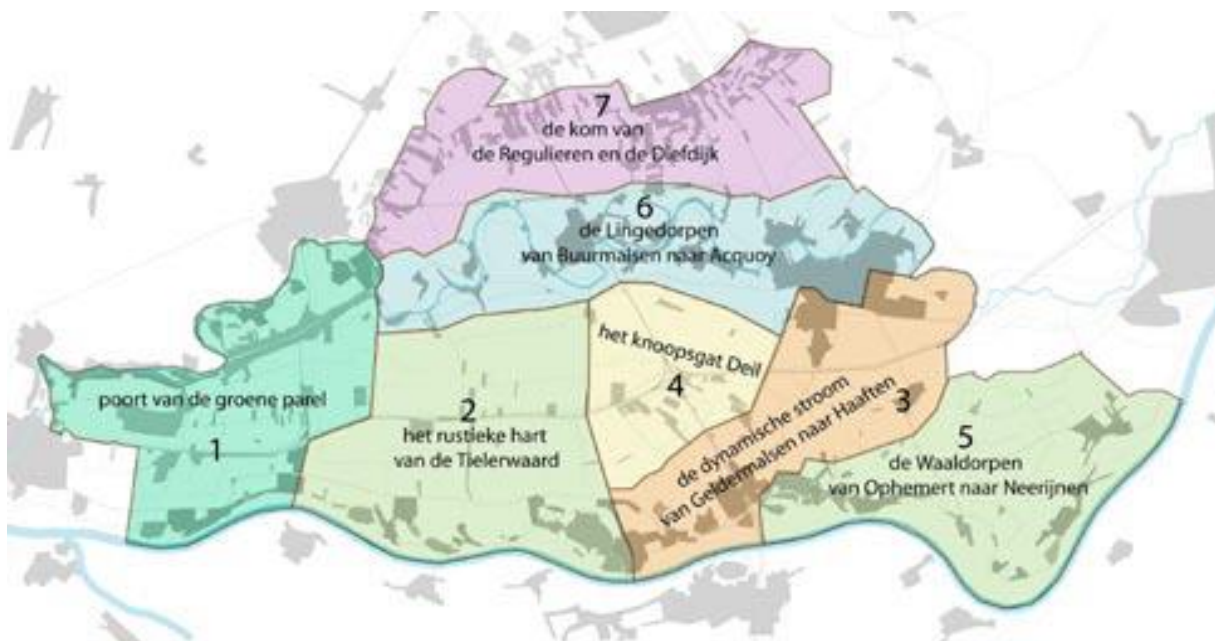 7
de kom van
de Regulieren en de Diefdijk
6
de Lingedorpen
van Buurmalsen naar Acquoy
poort van de groene parel
1
2
het rustieke hart
van de Tielerwaard
het knoopsgat Deil
4
de dynamische stroom
van Geldermalsen naar Haaften
3
5
de Waaldorpen
van Ophemert naar Neerijnen